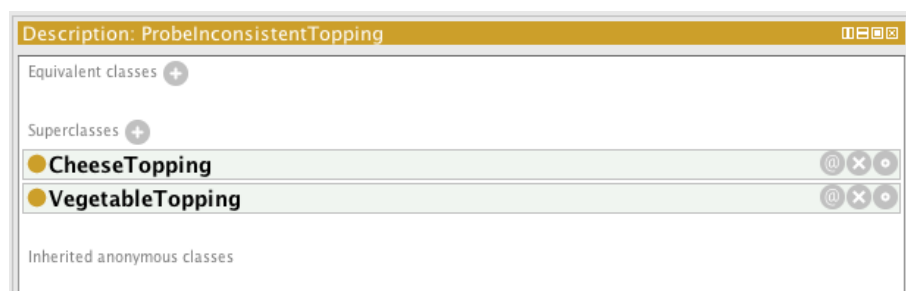 Description: ProbeInconsistentTopping
Equivalent classes
Superclasses
CheeseTopping
@
VegetableTopping
@
Inherited anonymous classes